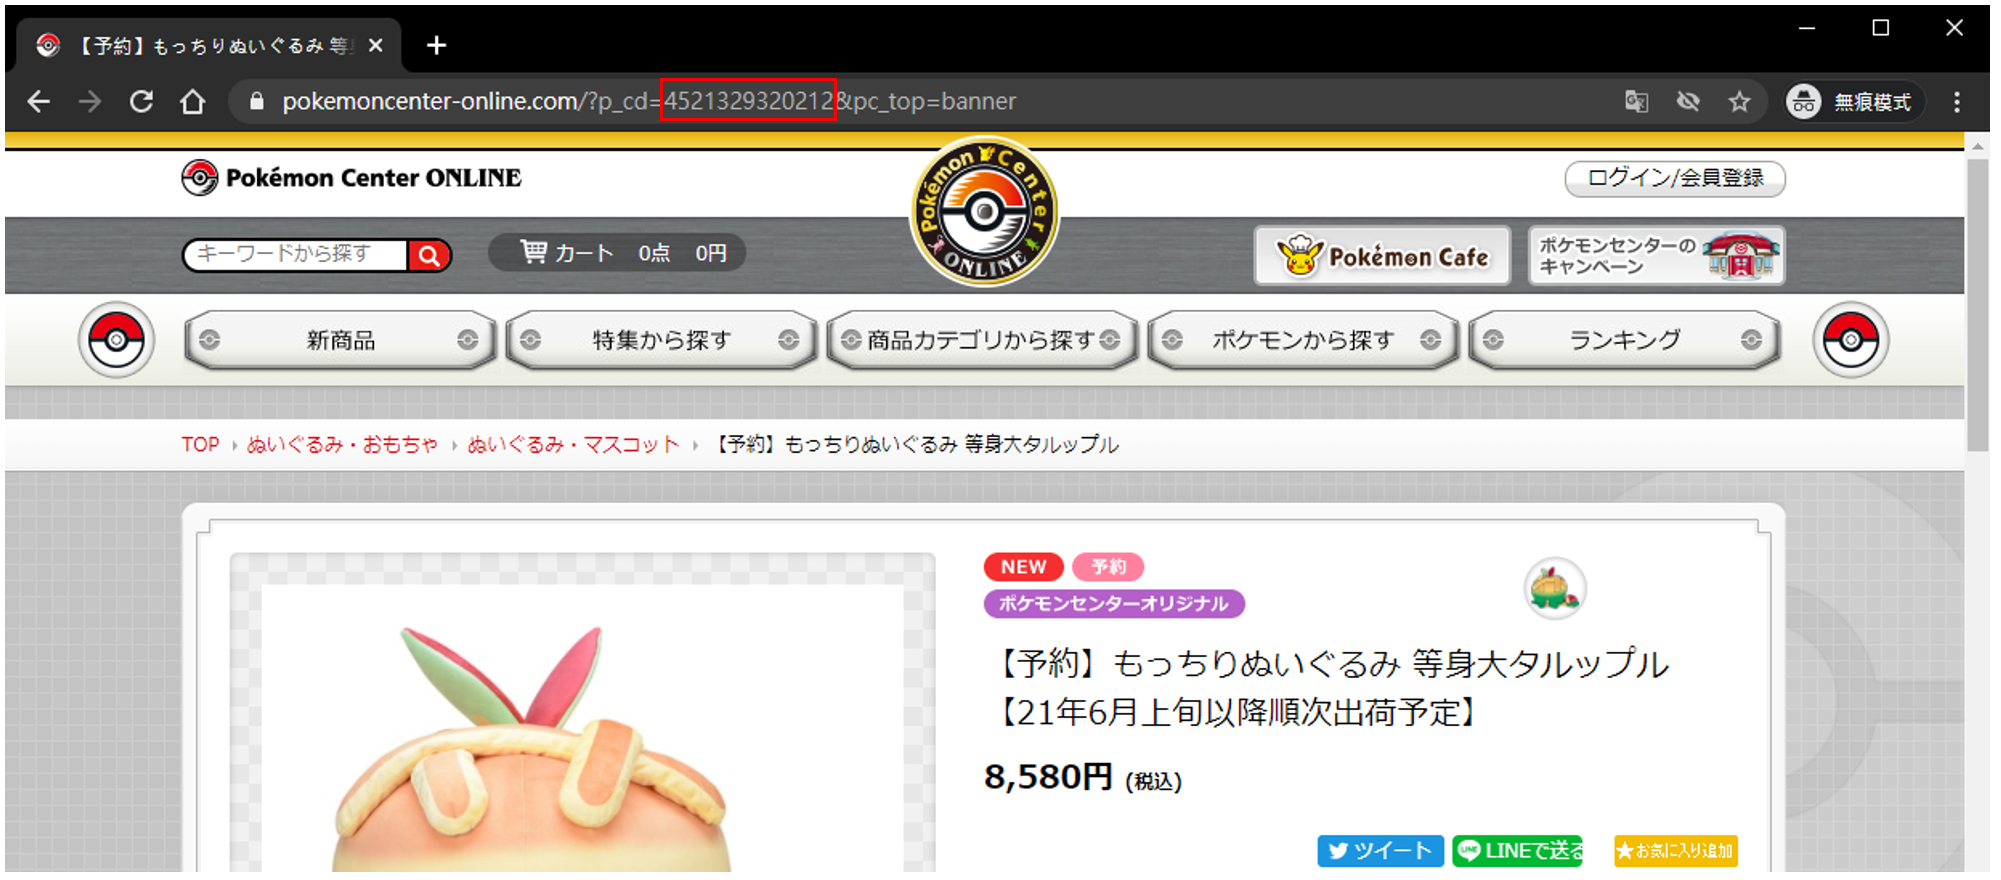 【予約】もっちりぬいぐるみ 等
pokemoncenter-online.com/?p_cd=4521329320212&pc_top=banner
無痕模式
Pokémon Center ONLINE
Pokémon Center
ONLINE
ログイン/会員登録
キーワードから探す
カート 0点 0円
Pokémon Cafe
ポケモンセンターの
キャンペーン
新商品
特集から探す
商品カテゴリから探す
ポケモンから探す
ランキング
TOP › ぬいぐるみ・おもちゃ › ぬいぐるみ・マスコット › 【予約】もっちりぬいぐるみ 等身大タルップル
NEW 予約
ポケモンセンターオリジナル
【予約】もっちりぬいぐるみ 等身大タルップル
【21年6月上旬以降順次出荷予定】
8,580円 (税込)
ツイート
LINEで送る
★お気に入り追加